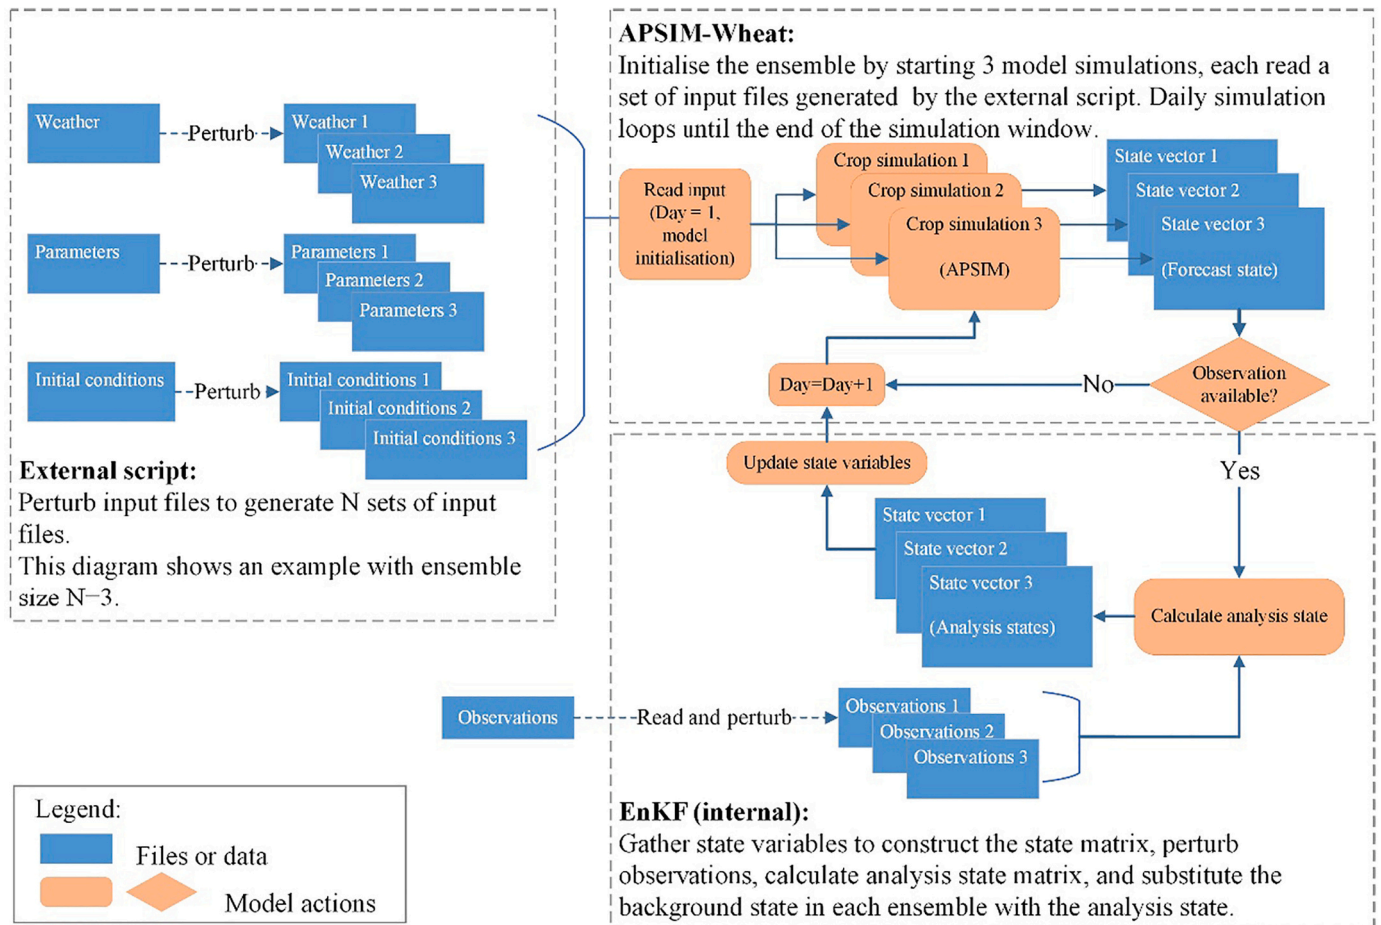 APSIM-Wheat:
Initialise the ensemble by starting 3 model simulations, each read a
set of input files generated by the external script. Daily simulation
loops until the end of the simulation window.
Weather
Perturb
Weather 1
Weather 2
Weather 3
Parameters
Perturb
Parameters 1
Parameters 2
Parameters 3
Initial conditions
Perturb
Initial conditions 1
Initial conditions 2
Initial conditions 3
External script:
Perturb input files to generate N sets of input
files.
This diagram shows an example with ensemble
size N−3.
Read input
(Day = 1,
model
initialisation)
Crop simulation 1
Crop simulation 2
Crop simulation 3
(APSIM)
State vector 1
State vector 2
State vector 3
(Forecast state)
Observation
available?
No
Day=Day+1
Yes
Update state variables
State vector 1
State vector 2
State vector 3
(Analysis states)
Calculate analysis state
Observations
Read and perturb
Observations 1
Observations 2
Observations 3
EnKF (internal):
Gather state variables to construct the state matrix, perturb
observations, calculate analysis state matrix, and substitute the
background state in each ensemble with the analysis state.
Legend:
Files or data
Model actions